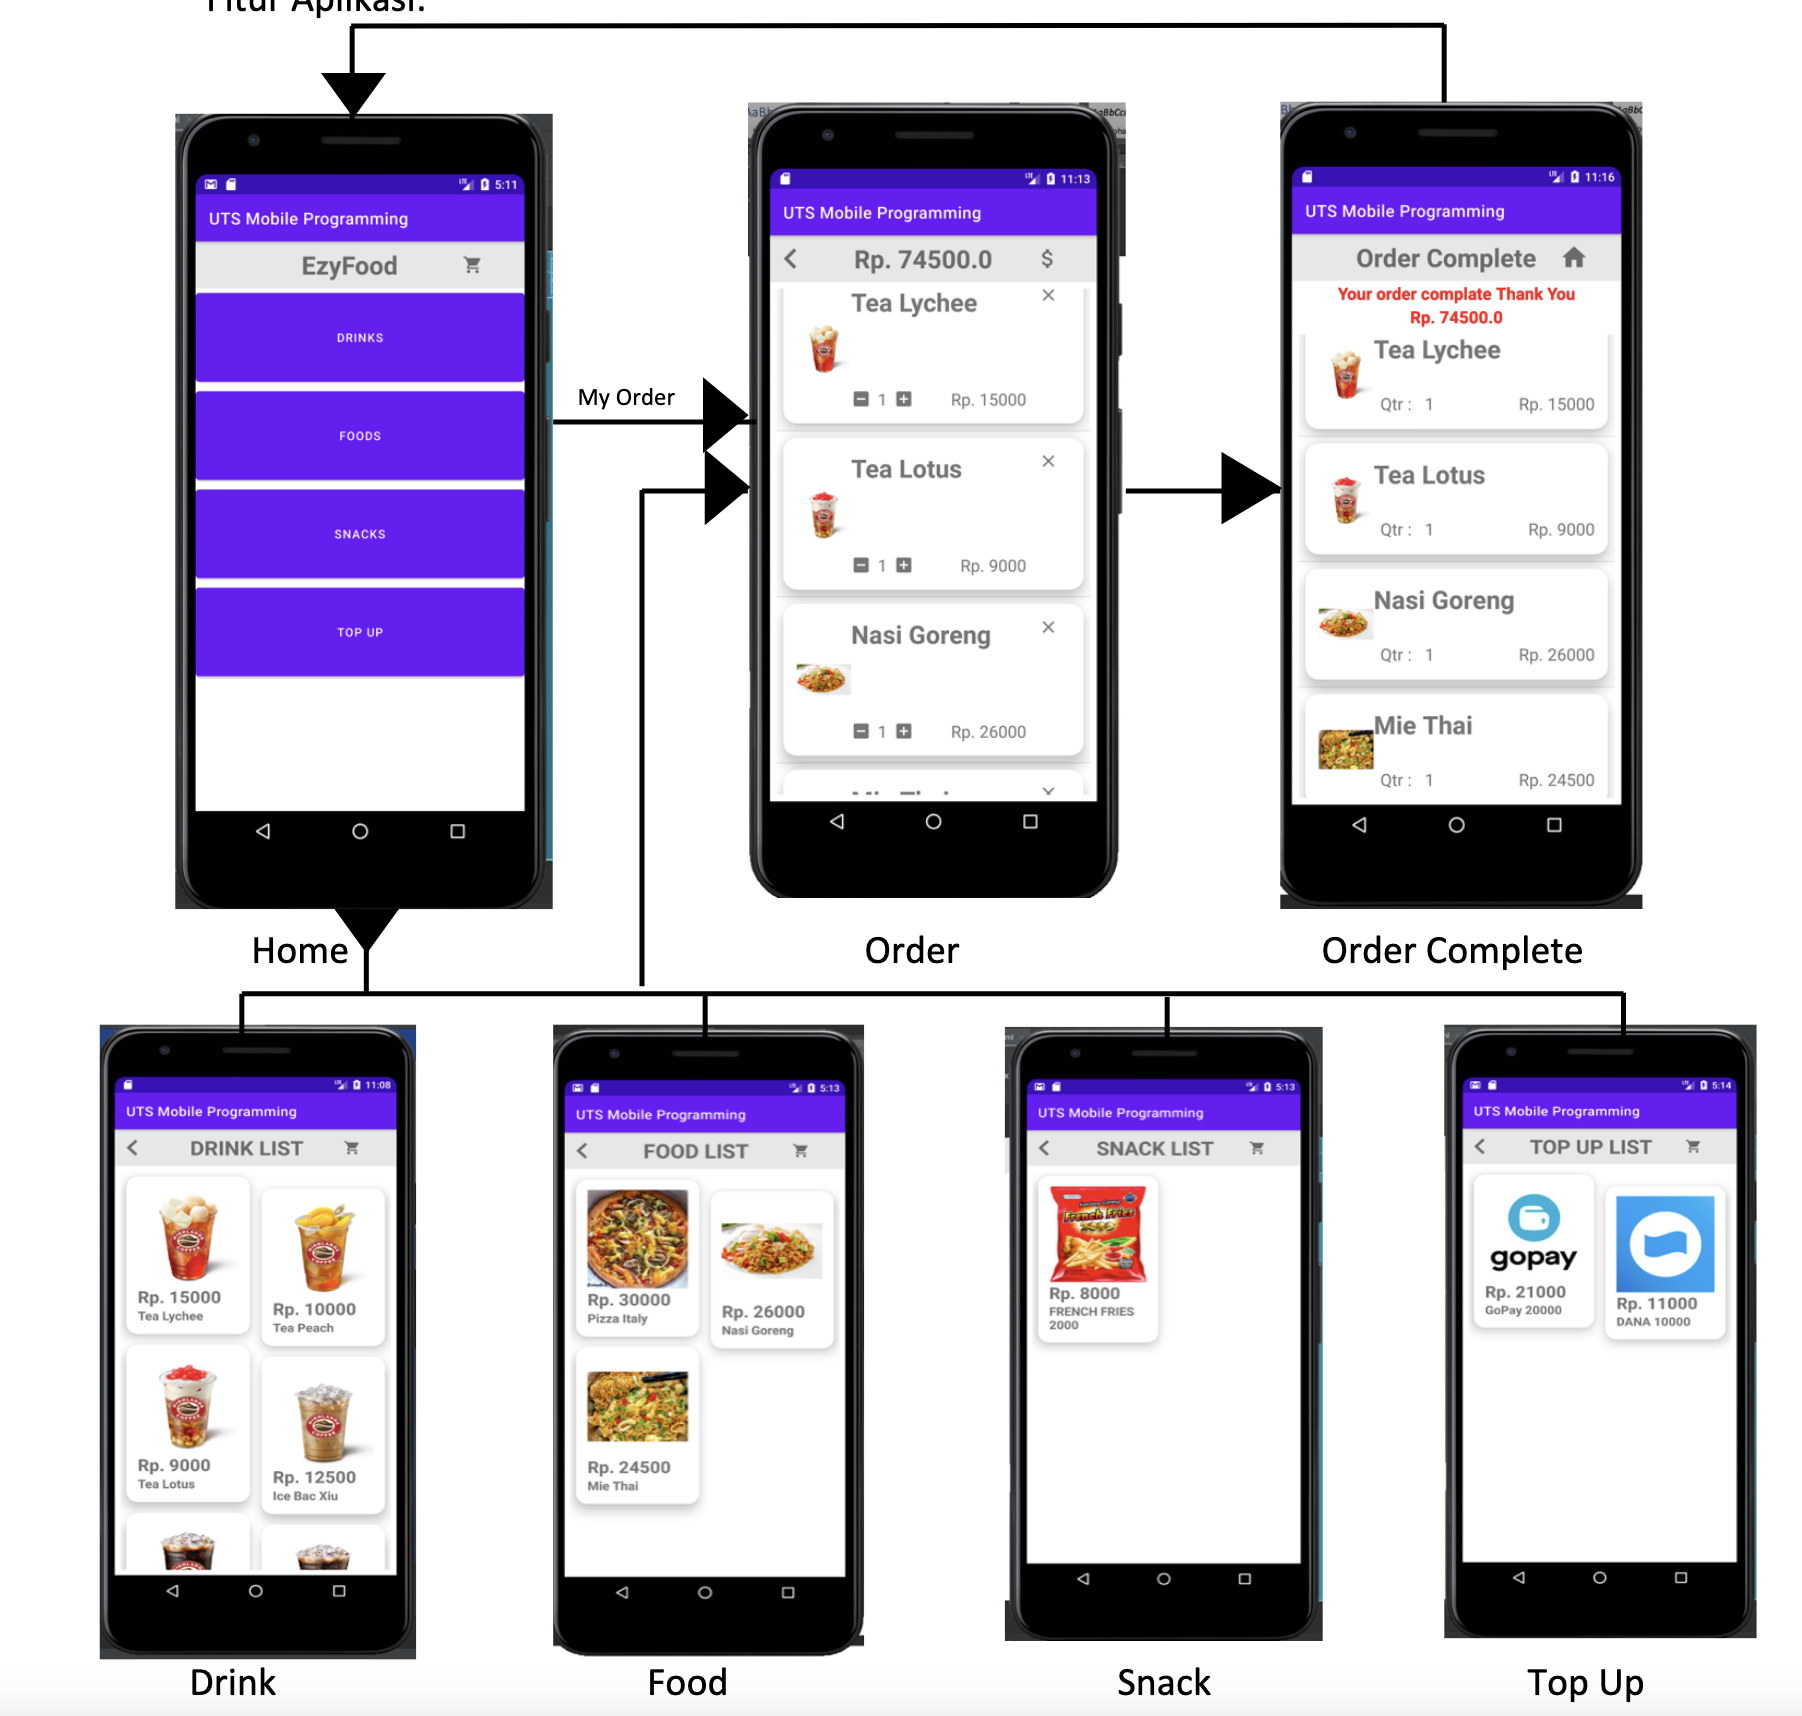 Fitur Aplikasi:
5:11
UTS Mobile Programming
EzyFood
DRINKS
FOODS
SNACKS
TOP UP
Home
My Order
11:13
UTS Mobile Programming
Rp. 74500.0 $
Tea Lychee
1 Rp. 15000
Tea Lotus
1 Rp. 9000
Nasi Goreng
1 Rp. 26000
Mie Thai
Order
11:16
UTS Mobile Programming
Order Complete
Your order complate Thank You
Rp. 74500.0
Tea Lychee
Qtr : 1 Rp. 15000
Tea Lotus
Qtr : 1 Rp. 9000
Nasi Goreng
Qtr : 1 Rp. 26000
Mie Thai
Qtr : 1 Rp. 24500
Order Complete
11:08
UTS Mobile Programming
DRINK LIST
Rp. 15000
Tea Lychee
Rp. 10000
Tea Peach
Rp. 9000
Tea Lotus
Rp. 12500
Ice Bac Xiu
Drink
5:13
UTS Mobile Programming
FOOD LIST
Rp. 30000
Pizza Italy
Rp. 26000
Nasi Goreng
Rp. 24500
Mie Thai
Food
5:13
UTS Mobile Programming
SNACK LIST
French Fries
Rp. 8000
FRENCH FRIES
2000
Snack
5:14
UTS Mobile Programming
TOP UP LIST
gopay
Rp. 21000
GoPay 20000
Rp. 11000
DANA 10000
Top Up